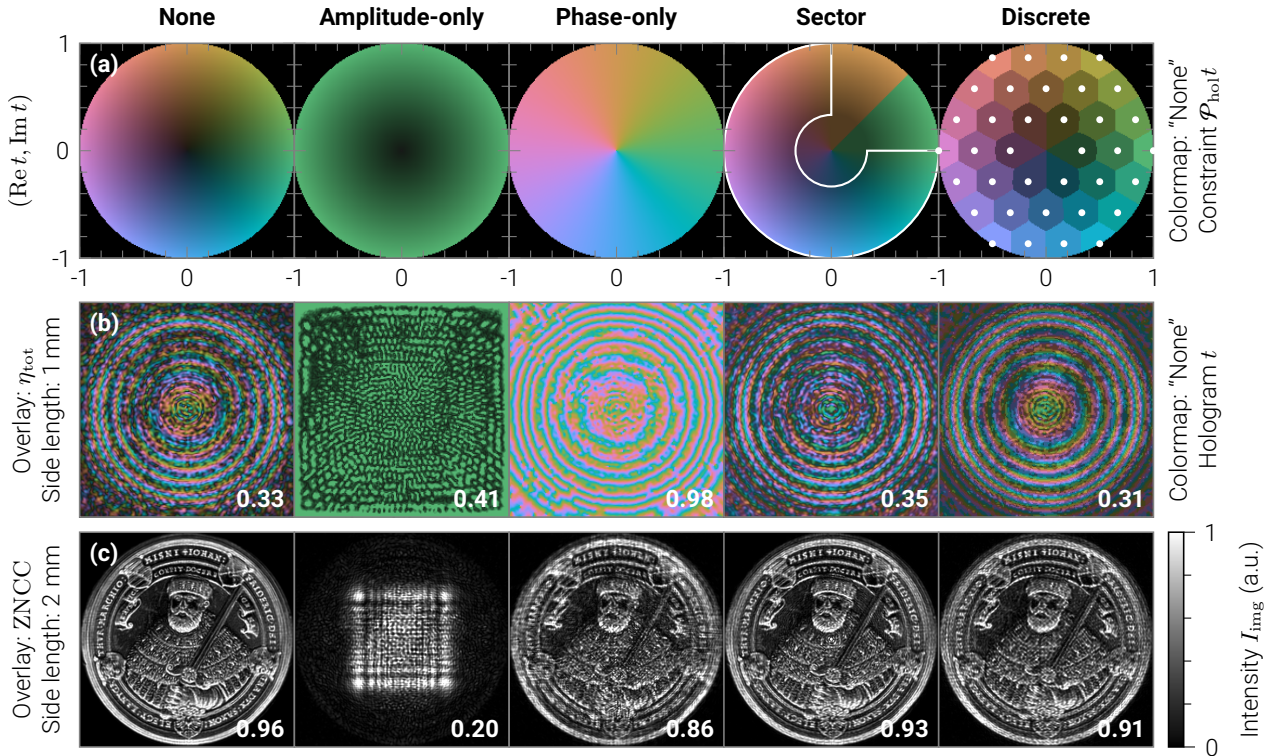 None Amplitude-only Phase-only Sector Discrete
(a)
(Re t, Im t)
1
0
-1
-1 0 -1 0 -1 0 -1 0 -1 0 1
Colormap: "None"
Constraint 𝒫hol t
(b)
Overlay: ηtot
Side length: 1 mm
0.33 0.41 0.98 0.35 0.31
Colormap: "None"
Hologram t
(c)
Overlay: ZNCC
Side length: 2 mm
0.96 0.20 0.86 0.93 0.91
1
0
Intensity Iimg (a.u.)